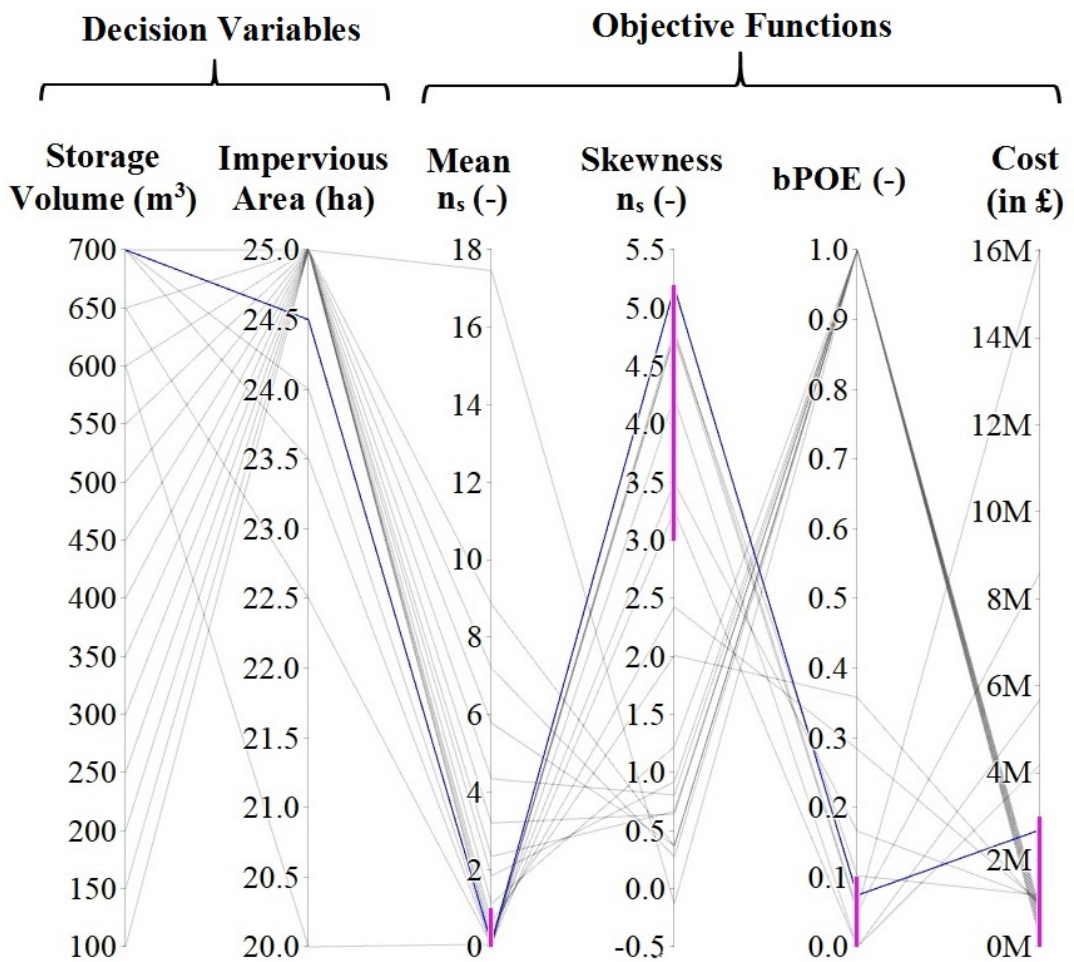 Decision Variables
Objective Functions
Storage
Volume (m³)
Impervious
Area (ha)
Mean
nₛ (-)
Skewness
nₛ (-)
bPOE (-)
Cost
(in £)
700
650
600
550
500
450
400
350
300
250
200
150
100
25.0
24.5
24.0
23.5
23.0
22.5
22.0
21.5
21.0
20.5
20.0
18
16
14
12
10
8
6
4
2
0
5.5
5.0
4.5
4.0
3.5
3.0
2.5
2.0
1.5
1.0
0.5
0.0
-0.5
1.0
0.9
0.8
0.7
0.6
0.5
0.4
0.3
0.2
0.1
0.0
16M
14M
12M
10M
8M
6M
4M
2M
0M